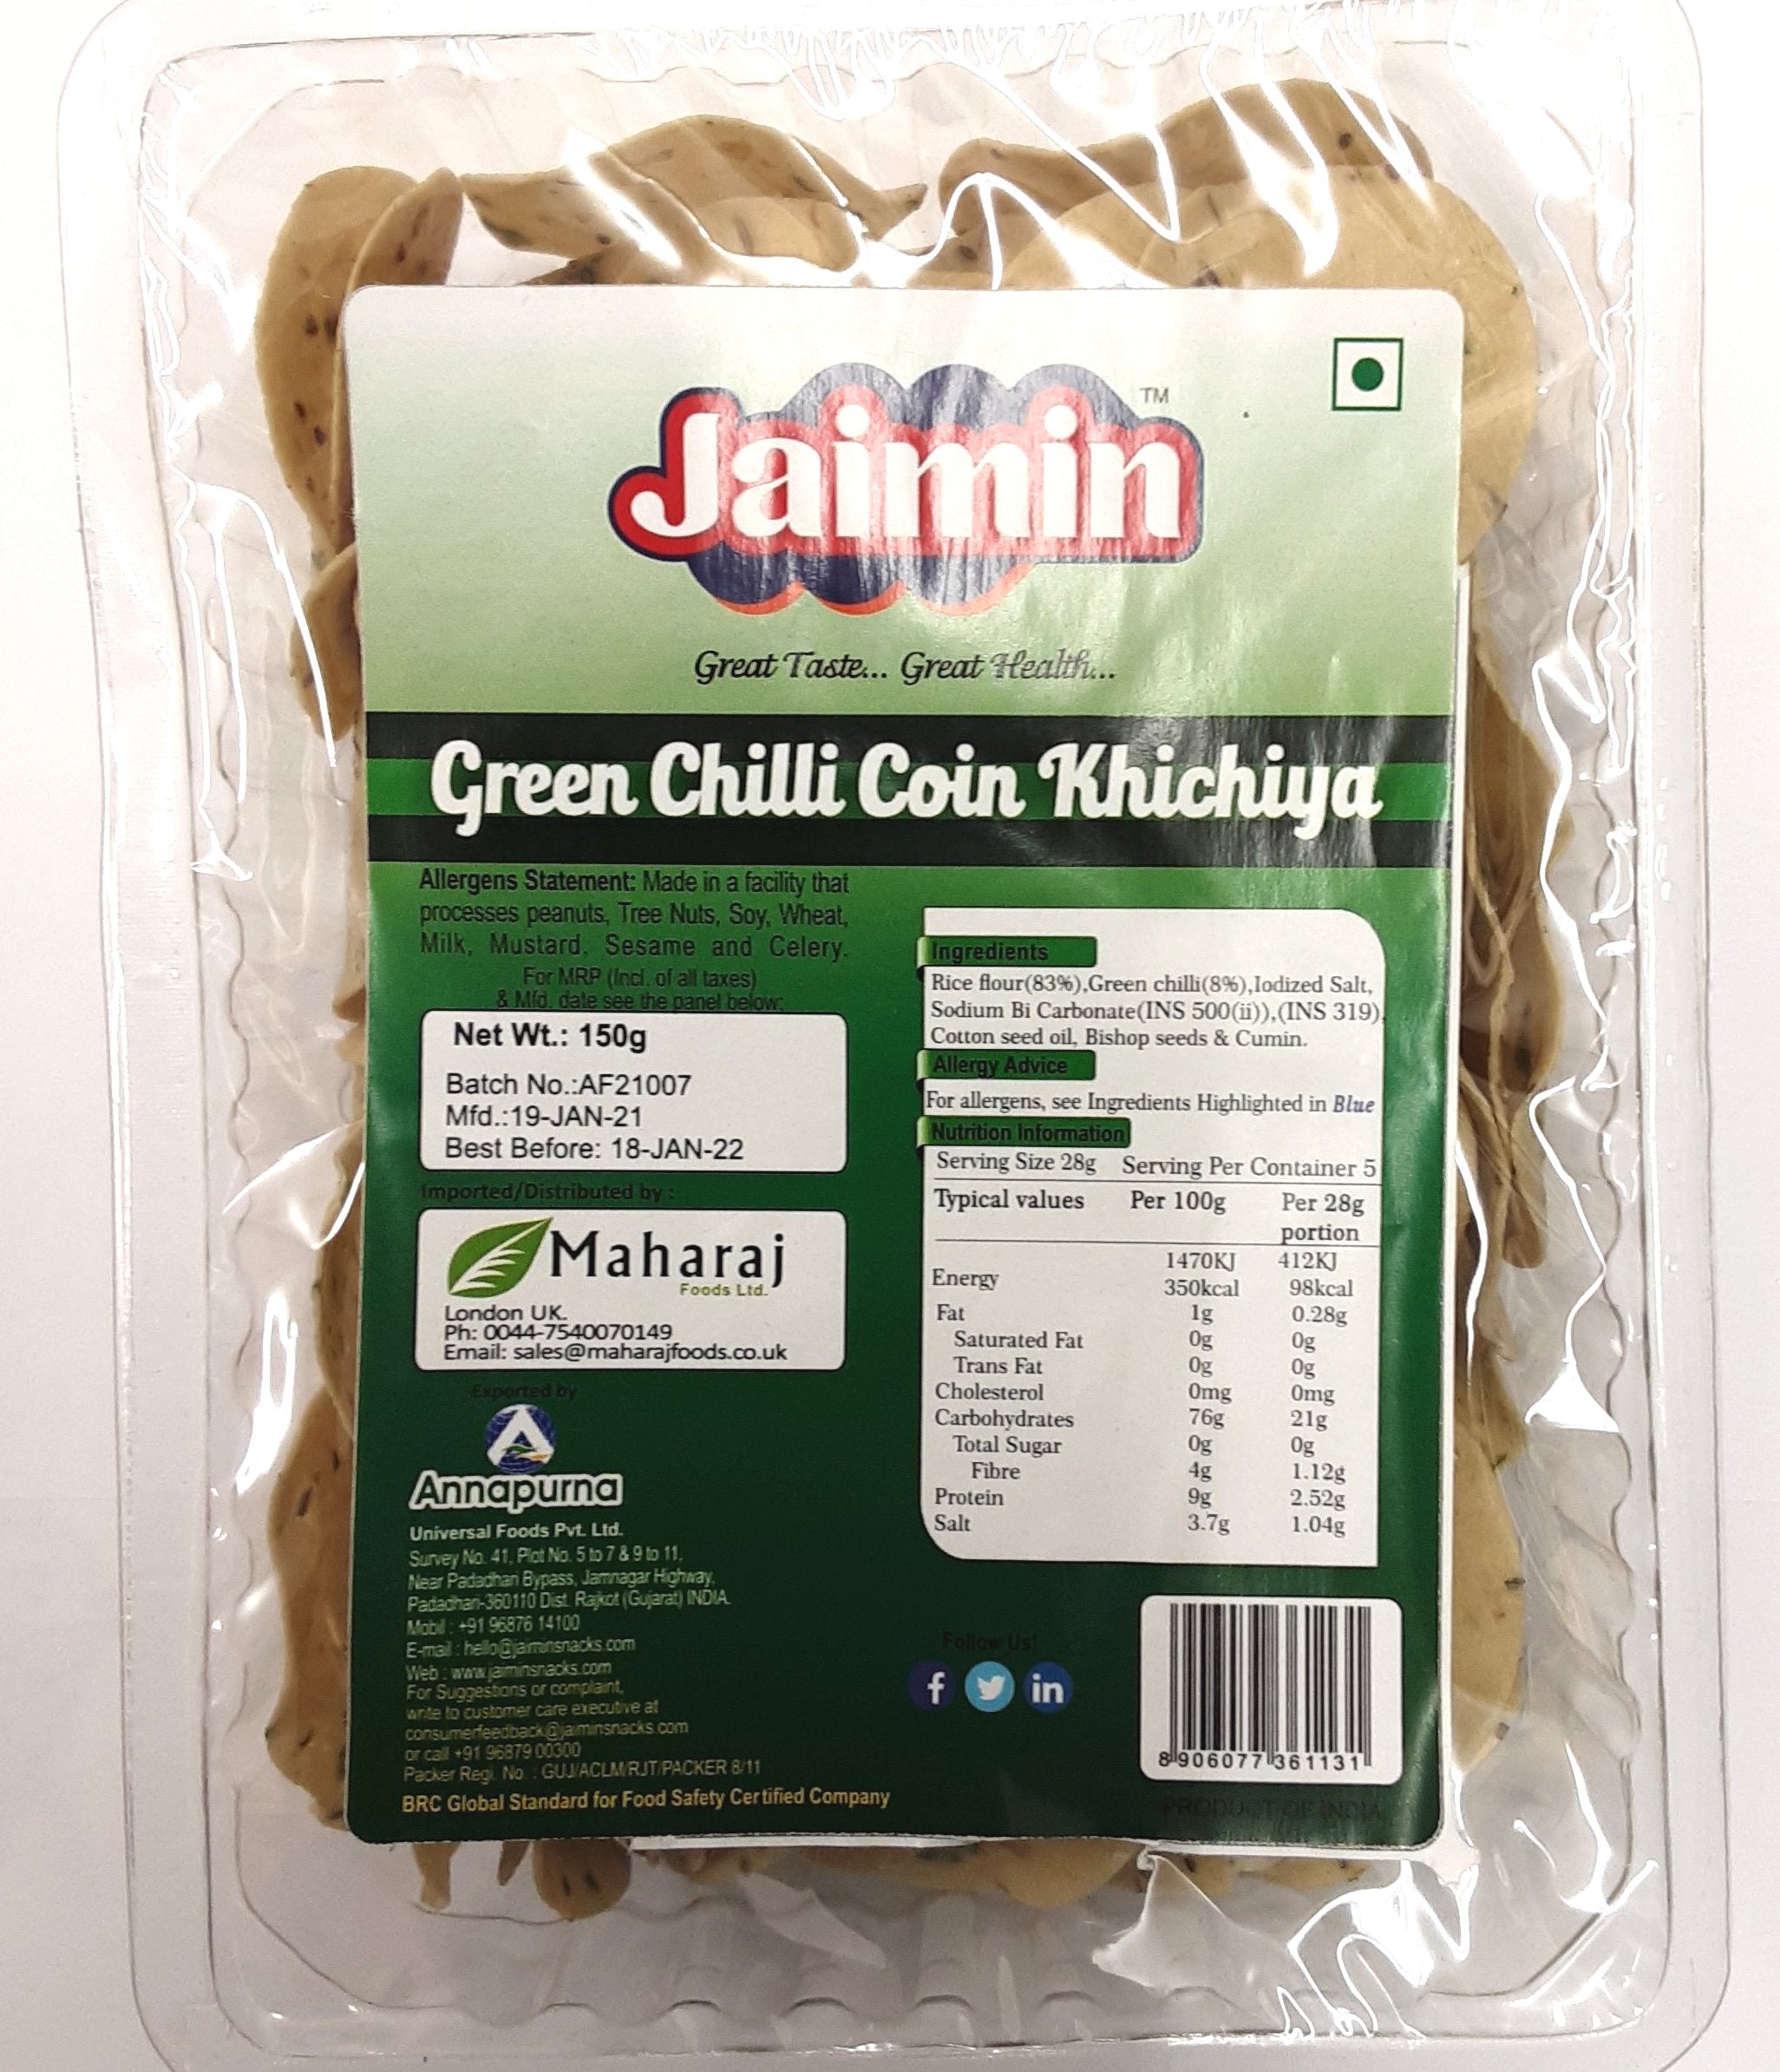 Jaimin
TM
Great Taste... Great Health...
Green Chilli Coin Khichiya
Allergens Statement: Made in a facility that
processes peanuts, Tree Nuts, Soy, Wheat,
Milk, Mustard, Sesame and Celery.
For MRP (Incl. of all taxes)
& Mfd. date see the panel below:
Net Wt.: 150g
Batch No.:AF21007
Mfd.:19-JAN-21
Best Before: 18-JAN-22
Imported/Distributed by :
Maharaj
Foods Ltd.
London UK.
Ph: 0044-7540070149
Email: sales@maharajfoods.co.uk
Exported by
Annapurna
Universal Foods Pvt. Ltd.
Survey No. 41, Plot No. 5 to 7 & 9 to 11,
Near Padadhari Bypass, Jamnagar Highway,
Padadhari-360110 Dist. Rajkot (Gujarat) INDIA.
Mobil : +91 96876 14100
E-mail : hello@jaiminsnacks.com
Web : www.jaiminsnacks.com
For Suggestions or complaint,
write to customer care executive at
consumerfeedback@jaiminsnacks.com
or call +91 96879 00300
Packer Regi. No. : GUJ/ACLM/RJT/PACKER 8/11
BRC Global Standard for Food Safety Certified Company
Ingredients
Rice flour(83%),Green chilli(8%),Iodized Salt,
Sodium Bi Carbonate(INS 500(ii)),(INS 319),
Cotton seed oil, Bishop seeds & Cumin.
Allergy Advice
For allergens, see Ingredients Highlighted in Blue
Nutrition Information
Serving Size 28g Serving Per Container 5
Typical values Per 100g Per 28g
portion
1470KJ 412KJ
Energy
350kcal 98kcal
Fat 1g 0.28g
Saturated Fat 0g 0g
Trans Fat 0g 0g
Cholesterol 0mg 0mg
Carbohydrates 76g 21g
Total Sugar 0g 0g
Fibre 4g 1.12g
Protein 9g 2.52g
Salt 3.7g 1.04g
Follow Us!
f in
8 906077 361131
PRODUCT OF INDIA